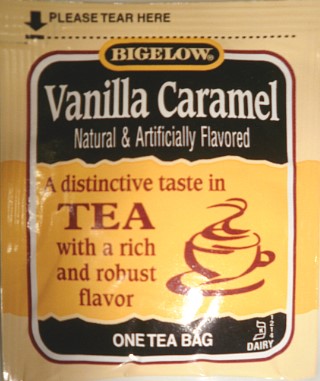 PLEASE TEAR HERE
BIGELOW®
Vanilla Caramel
Natural & Artificially Flavored
A distinctive taste in
TEA
with a rich
and robust
flavor
ONE TEA BAG
DAIRY